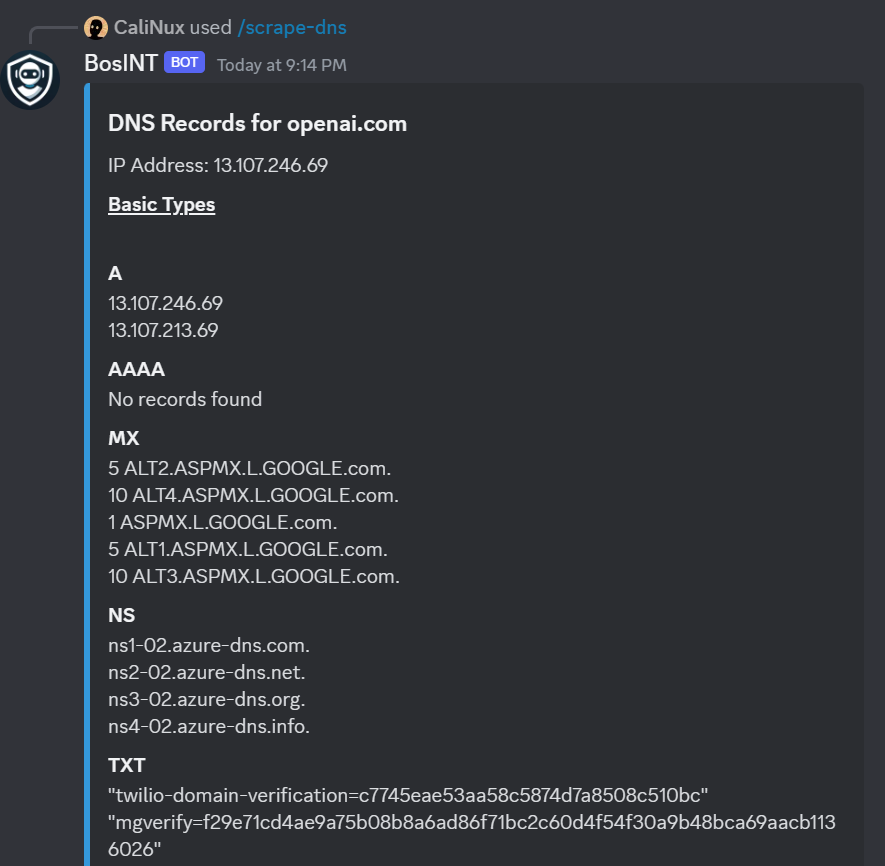 CaliNux used /scrape-dns
BosINT BOT Today at 9:14 PM
DNS Records for openai.com
IP Address: 13.107.246.69
Basic Types
A
13.107.246.69
13.107.213.69
AAAA
No records found
MX
5 ALT2.ASPMX.L.GOOGLE.com.
10 ALT4.ASPMX.L.GOOGLE.com.
1 ASPMX.L.GOOGLE.com.
5 ALT1.ASPMX.L.GOOGLE.com.
10 ALT3.ASPMX.L.GOOGLE.com.
NS
ns1-02.azure-dns.com.
ns2-02.azure-dns.net.
ns3-02.azure-dns.org.
ns4-02.azure-dns.info.
TXT
"twilio-domain-verification=c7745eae53aa58c5874d7a8508c510bc"
"mgverify=f29e71cd4ae9a75b08b8a6ad86f71bc2c60d4f54f30a9b48bca69aacb113
6026"